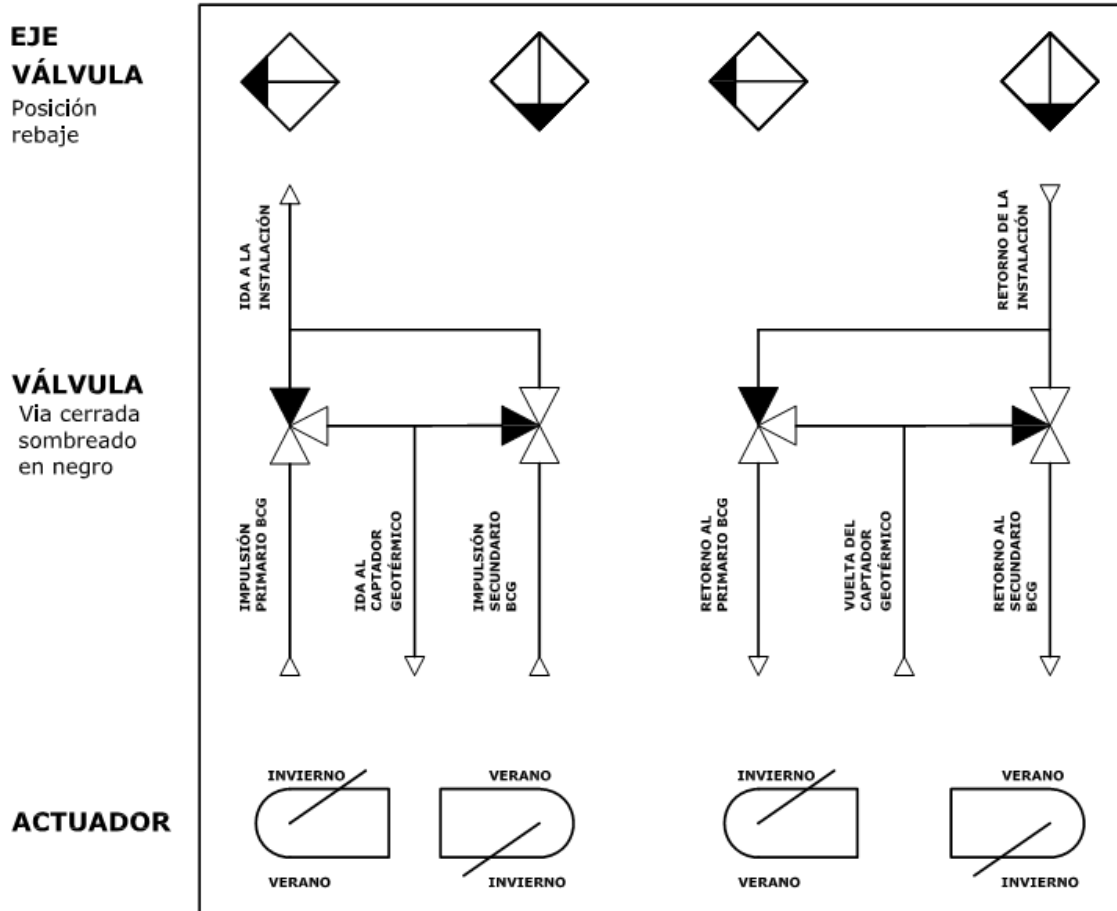 EJE
VÁLVULA
Posición
rebaje
IDA A LA
INSTALACIÓN
RETORNO DE LA
INSTALACIÓN
VÁLVULA
Via cerrada
sombreado
en negro
IMPULSIÓN
PRIMARIO BCG
IDA AL
CAPTADOR
GEOTÉRMICO
IMPULSIÓN
SECUNDARIO
BCG
RETORNO AL
PRIMARIO BCG
VUELTA DEL
CAPTADOR
GEOTÉRMICO
RETORNO AL
SECUNDARIO
BCG
ACTUADOR
INVIERNO
VERANO
VERANO
INVIERNO
INVIERNO
VERANO
VERANO
INVIERNO